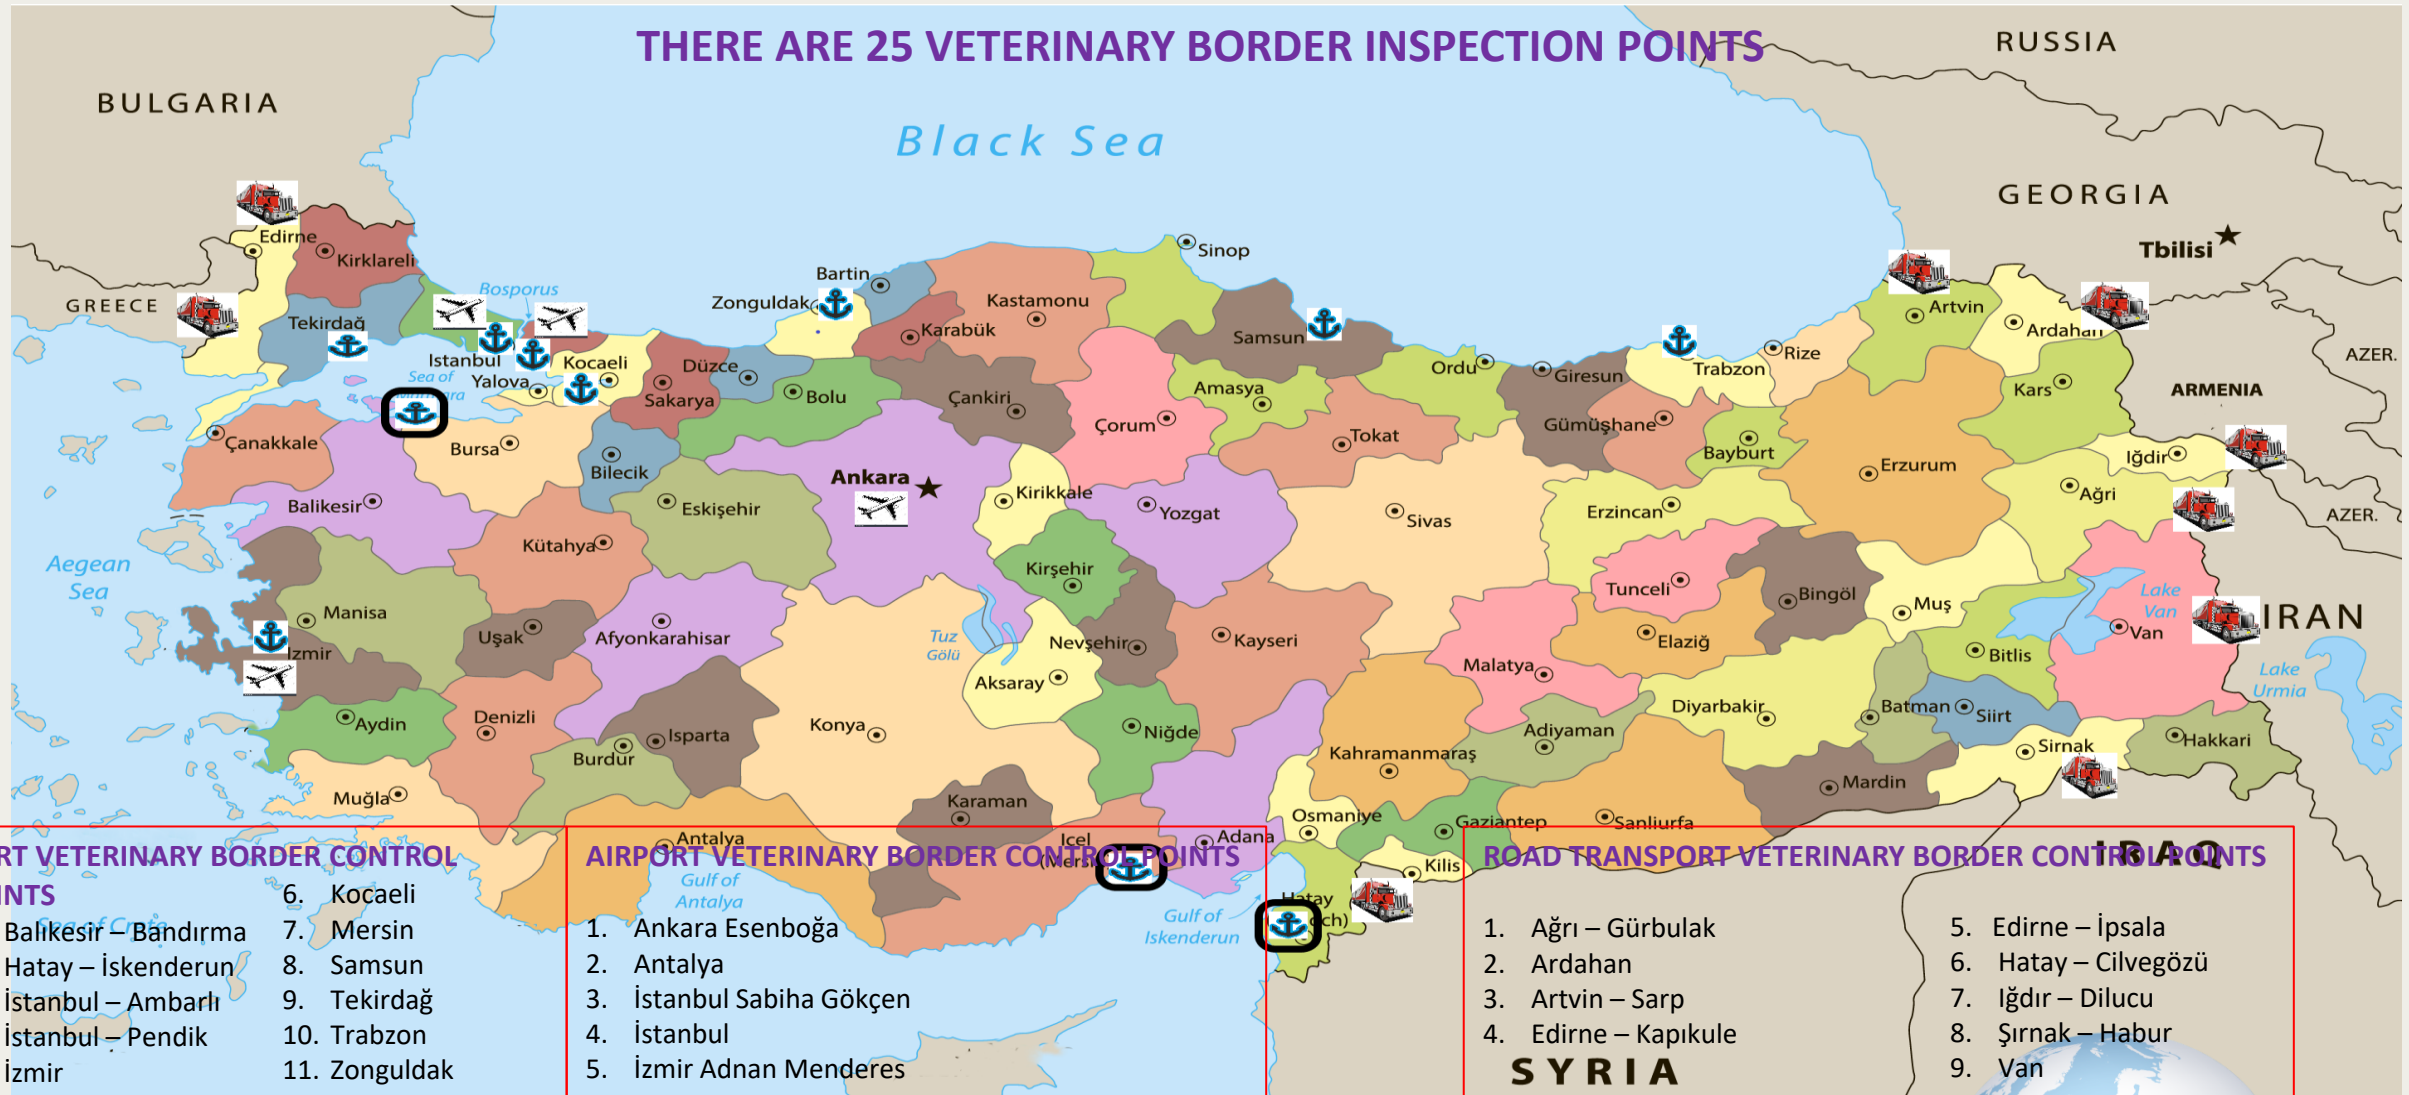 THERE ARE 25 VETERINARY BORDER INSPECTION POINTS
RUSSIA
BULGARIA
Black Sea
GEORGIA
Tbilisi
GREECE
Edirne
Kirklareli
Tekirdağ
Bosporus
Istanbul
Sea of
Yalova
Kocaeli
Sakarya
Düzce
Zonguldak
Bartin
Karabük
Kastamonu
Sinop
Samsun
Bolu
Çankiri
Çorum
Amasya
Tokat
Ordu
Giresun
Gümüşhane
Trabzon
Rize
Bayburt
Artvin
Ardahan
Kars
ARMENIA
AZER.
Iğdir
Ağri
AZER.
Erzurum
Erzincan
Çanakkale
Bursa
Bilecik
Balikesir
Eskişehir
Ankara
Kirikkale
Yozgat
Sivas
Kütahya
Kirşehir
Tunceli
Bingöl
Muş
Lake
Van
Van
IRAN
Aegean
Sea
Manisa
Izmir
Uşak
Afyonkarahisar
Tuz
Gölü
Nevşehir
Aksaray
Kayseri
Malatya
Elaziğ
Bitlis
Lake
Urmia
Aydin
Denizli
Burdur
Isparta
Konya
Niğde
Kahramanmaraş
Adiyaman
Diyarbakir
Batman
Siirt
Sirnak
Hakkari
Mardin
Muğla
Antalya
Karaman
Icel
Adana
Osmaniye
Gaziantep
Sanliurfa
Kilis
Hatay
Gulf of
Antalya
Gulf of
Iskenderun
Sea of Crete
IRAQ
SYRIA
RT VETERINARY BORDER CONTROL
INTS
Balıkesir – Bandırma
Hatay – İskenderun
İstanbul – Ambarlı
İstanbul – Pendik
İzmir
6. Kocaeli
7. Mersin
8. Samsun
9. Tekirdağ
10. Trabzon
11. Zonguldak
AIRPORT VETERINARY BORDER CONTROL POINTS
1. Ankara Esenboğa
2. Antalya
3. İstanbul Sabiha Gökçen
4. İstanbul
5. İzmir Adnan Menderes
ROAD TRANSPORT VETERINARY BORDER CONTROL POINTS
1. Ağrı – Gürbulak
2. Ardahan
3. Artvin – Sarp
4. Edirne – Kapıkule
5. Edirne – İpsala
6. Hatay – Cilvegözü
7. Iğdır – Dilucu
8. Şırnak – Habur
9. Van